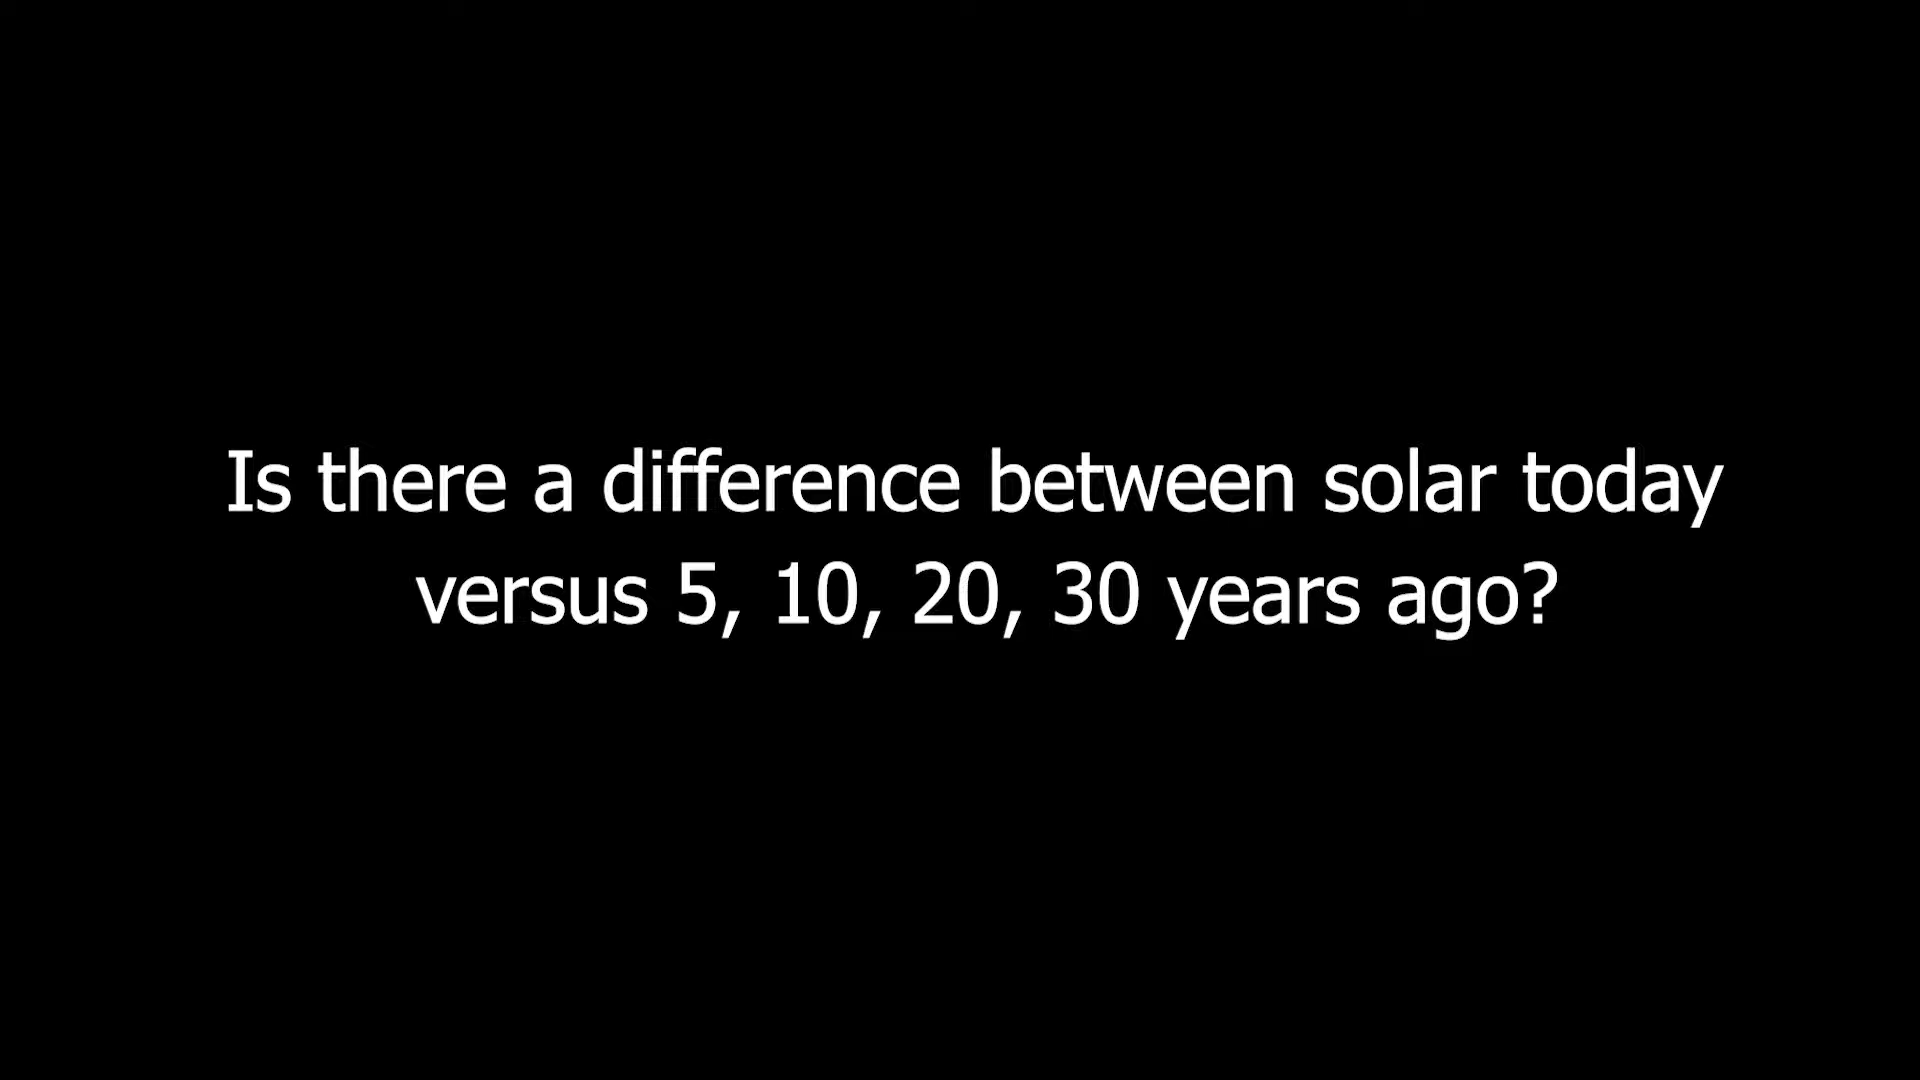 Is there a difference between solar today
versus 5, 10, 20, 30 years ago?